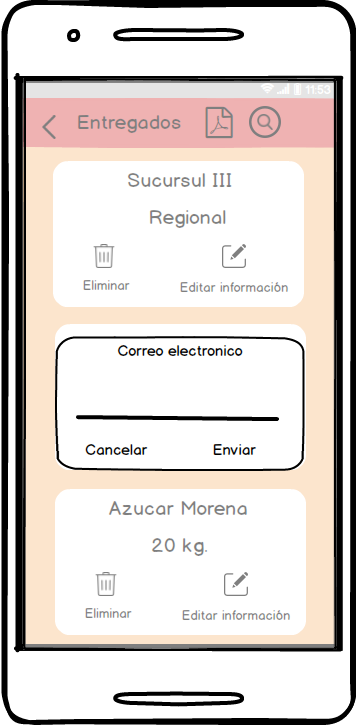 11:53
Entregados
Sucursul III
Regional
Eliminar
Editar información
Correo electronico
Cancelar
Enviar
Azucar Morena
20 kg.
Eliminar
Editar información